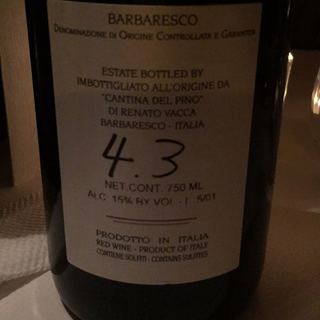 BARBARESCO
DENOMINAZIONE DI ORIGINE CONTROLLATA E GARANTITA
ESTATE BOTTLED BY
IMBOTTIGLIATO ALL'ORIGINE DA
"CANTINA DEL PINO"
DI RENATO VACCA
BARBARESCO - ITALIA
4.3
NET.CONT. 750 ML
ALC. 15% BY VOL - L. 5/01
PRODOTTO IN ITALIA
RED WINE - PRODUCT OF ITALY
CONTIENE SOLFITI - CONTAINS SULFITES